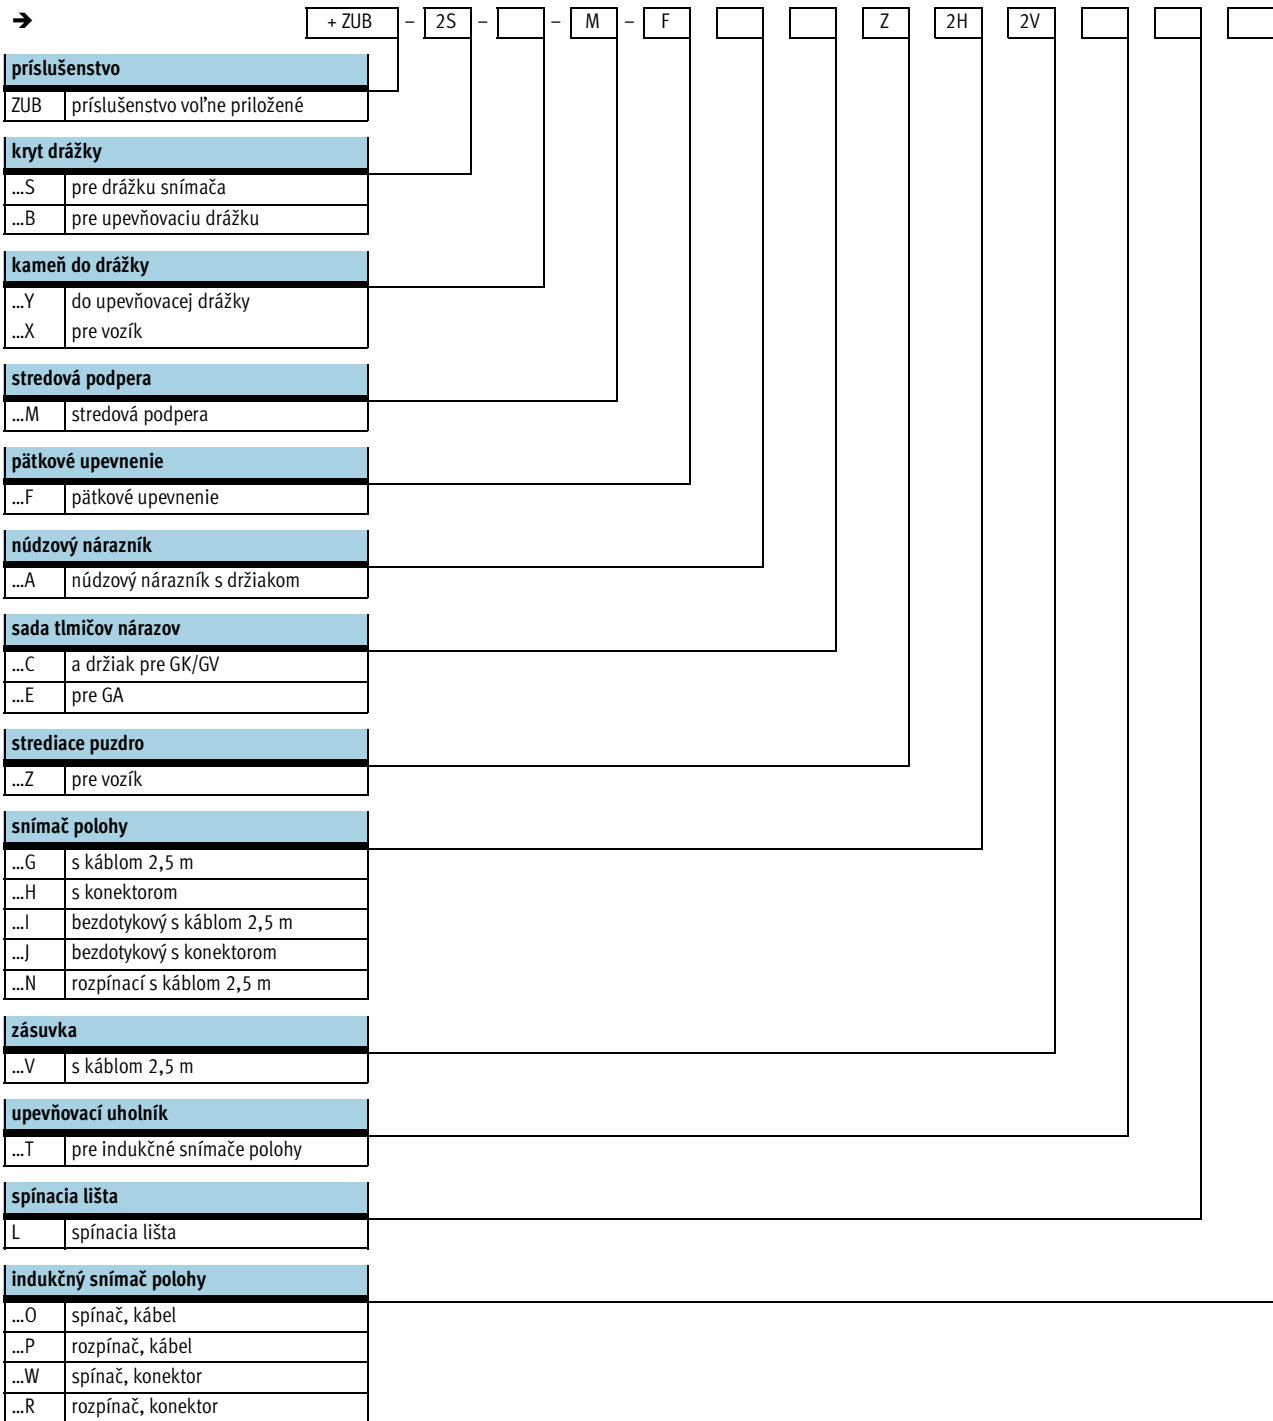 ➔ + ZUB – 2S – – M – F Z 2H 2V
príslušenstvo
ZUB príslušenstvo voľne priložené
kryt drážky
...S pre drážku snímača
...B pre upevňovaciu drážku
kameň do drážky
...Y do upevňovacej drážky
...X pre vozík
stredová podpera
...M stredová podpera
pätkové upevnenie
...F pätkové upevnenie
núdzový nárazník
...A núdzový nárazník s držiakom
sada tlmičov nárazov
...C a držiak pre GK/GV
...E pre GA
strediace puzdro
...Z pre vozík
snímač polohy
...G s káblom 2,5 m
...H s konektorom
...I bezdotykový s káblom 2,5 m
...J bezdotykový s konektorom
...N rozpínací s káblom 2,5 m
zásuvka
...V s káblom 2,5 m
upevňovací uholník
...T pre indukčné snímače polohy
spínacia lišta
L spínacia lišta
indukčný snímač polohy
...O spínač, kábel
...P rozpínač, kábel
...W spínač, konektor
...R rozpínač, konektor